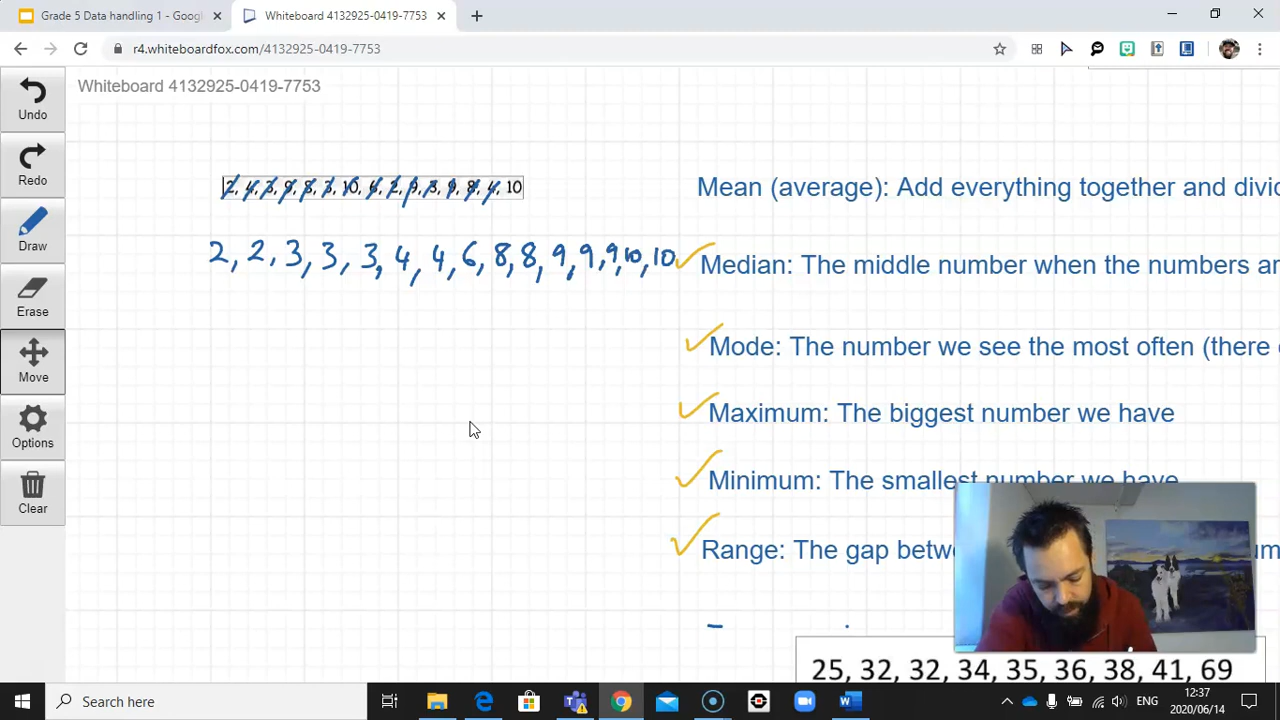 Grade 5 Data handling 1 - Goog
Whiteboard 4132925-0419-7753
r4.whiteboardfox.com/4132925-0419-7753
Whiteboard 4132925-0419-7753
Undo
Redo
Draw
Erase
Move
Options
Clear
2, 4, 3, 9, 8, 3, 10, 6, 2, 9, 3, 9, 8, 4, 10
2, 2, 3, 3, 3, 4, 4, 6, 8, 8, 9, 9, 9, 10, 10
Mean (average): Add everything together and divid
Median: The middle number when the numbers ar
Mode: The number we see the most often (there
Maximum: The biggest number we have
Minimum: The smallest number we have
Range: The gap betw
um
25, 32, 32, 34, 35, 36, 38, 41, 69
Search here
ENG
12:37
2020/06/14